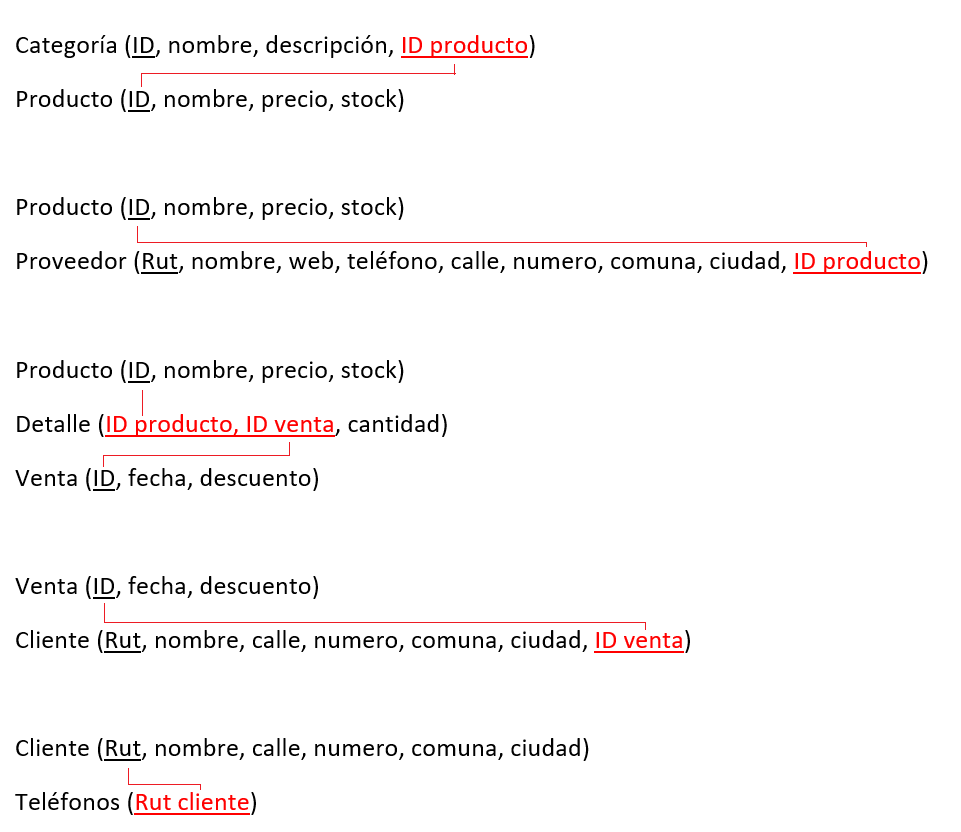 Categoría (ID, nombre, descripción, ID producto)
Producto (ID, nombre, precio, stock)
Producto (ID, nombre, precio, stock)
Proveedor (Rut, nombre, web, teléfono, calle, numero, comuna, ciudad, ID producto)
Producto (ID, nombre, precio, stock)
Detalle (ID producto, ID venta, cantidad)
Venta (ID, fecha, descuento)
Venta (ID, fecha, descuento)
Cliente (Rut, nombre, calle, numero, comuna, ciudad, ID venta)
Cliente (Rut, nombre, calle, numero, comuna, ciudad)
Teléfonos (Rut cliente)